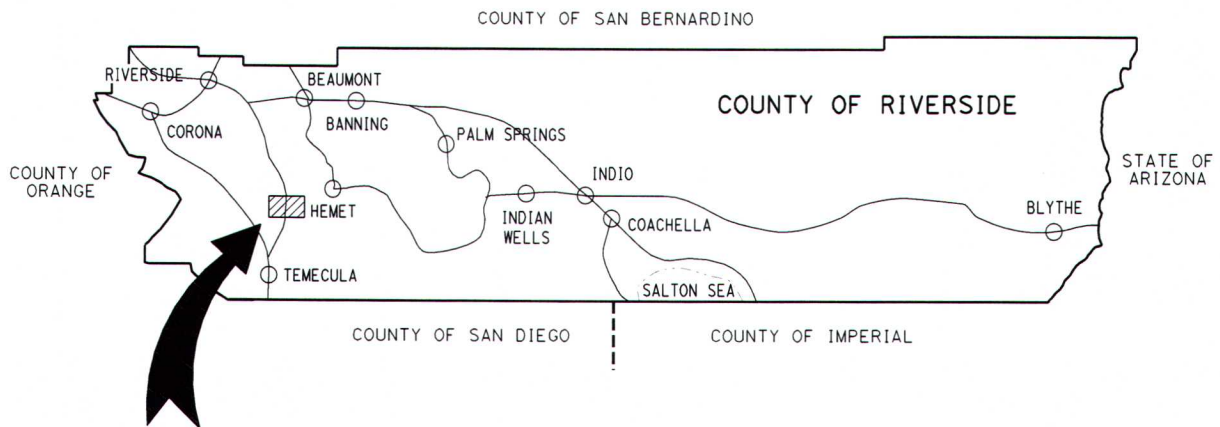 COUNTY OF SAN BERNARDINO
RIVERSIDE
BEAUMONT
COUNTY OF RIVERSIDE
CORONA
BANNING
PALM SPRINGS
COUNTY OF
ORANGE
STATE OF
ARIZONA
INDIO
HEMET
INDIAN
WELLS
COACHELLA
BLYTHE
TEMECULA
SALTON SEA
COUNTY OF SAN DIEGO
COUNTY OF IMPERIAL